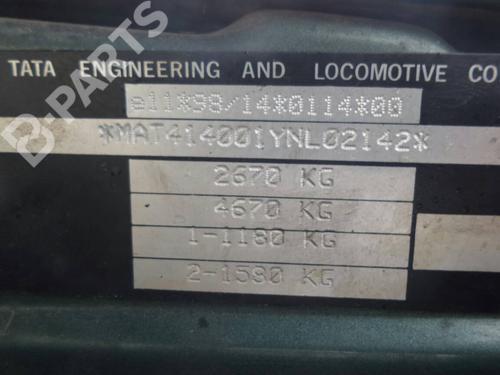 B-PARTS
TATA ENGINEERING AND LOCOMOTIVE CO
e11*98/14*0114*00
*MAT414001YNL02142*
2670 KG
4670 KG
1-1180 KG
2-1580 KG